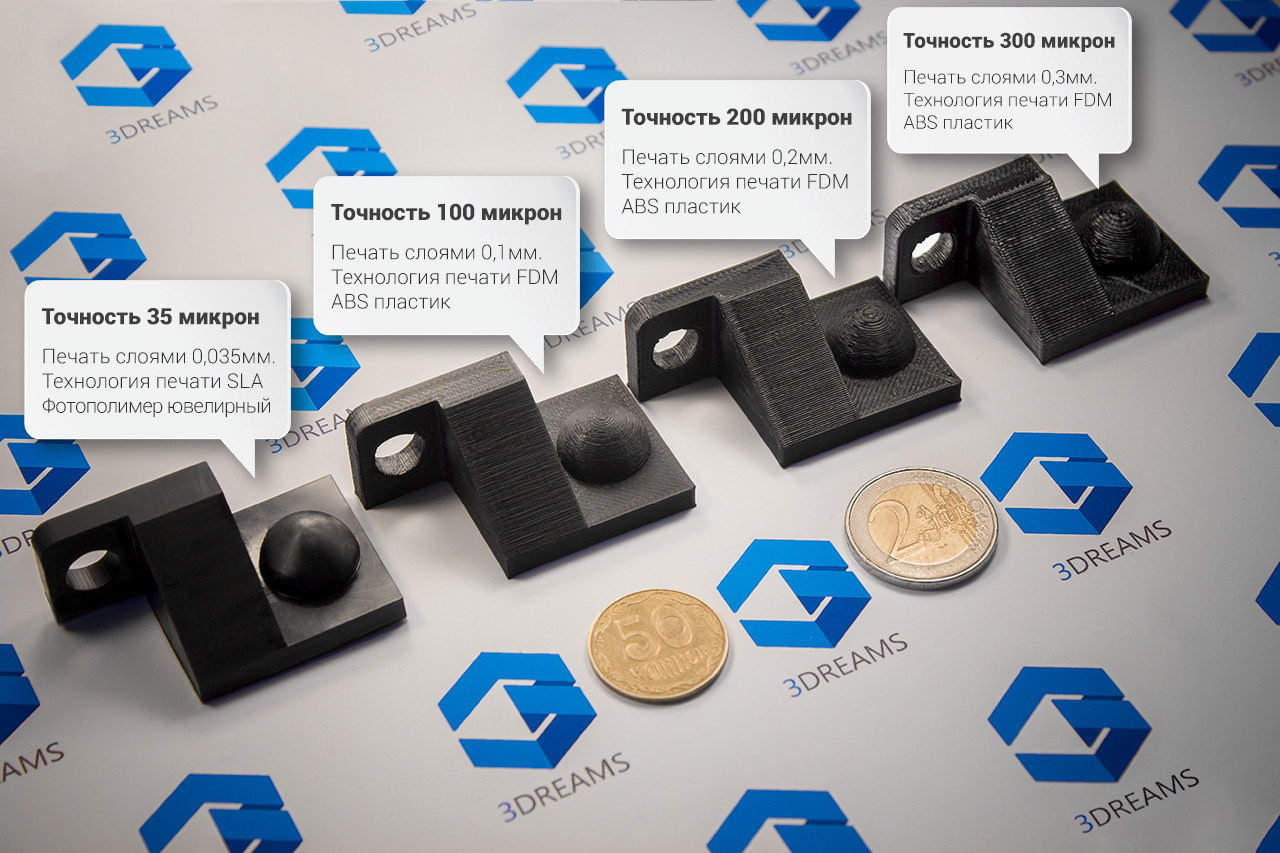 Точность 300 микрон
Печать слоями 0,3мм.
Технология печати FDM
ABS пластик
Точность 200 микрон
Печать слоями 0,2мм.
Технология печати FDM
ABS пластик
Точность 100 микрон
Печать слоями 0,1мм.
Технология печати FDM
ABS пластик
Точность 35 микрон
Печать слоями 0,035мм.
Технология печати SLA
Фотополимер ювелирный
3DREAMS
3DREAMS
3DREAMS
3DREAMS
3DREAMS
3DREAMS
2 EURO
50